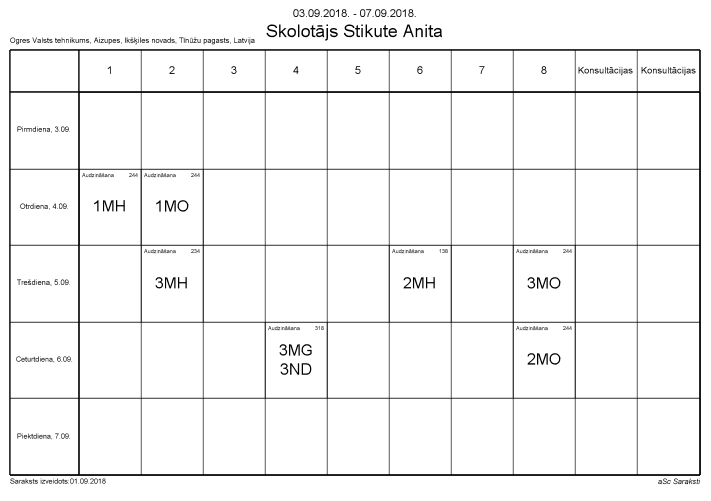 03.09.2018. - 07.09.2018.
Skolotājs Stikute Anita
Ogres Valsts tehnikums, Aizupes, Ikšķiles novads, Tīnūžu pagasts, Latvija
1 2 3 4 5 6 7 8 Konsultācijas Konsultācijas
Pirmdiena, 3.09.
Audzināšana 244 Audzināšana 244
Otrdiena, 4.09. 1MH 1MO
Audzināšana 234 Audzināšana 138 Audzināšana 244
Trešdiena, 5.09. 3MH 2MH 3MO
Audzināšana 318 Audzināšana 244
3MG
Ceturtdiena, 6.09. 2MO
3ND
Piektdiena, 7.09.
Saraksts izveidots:01.09.2018 aSc Saraksti